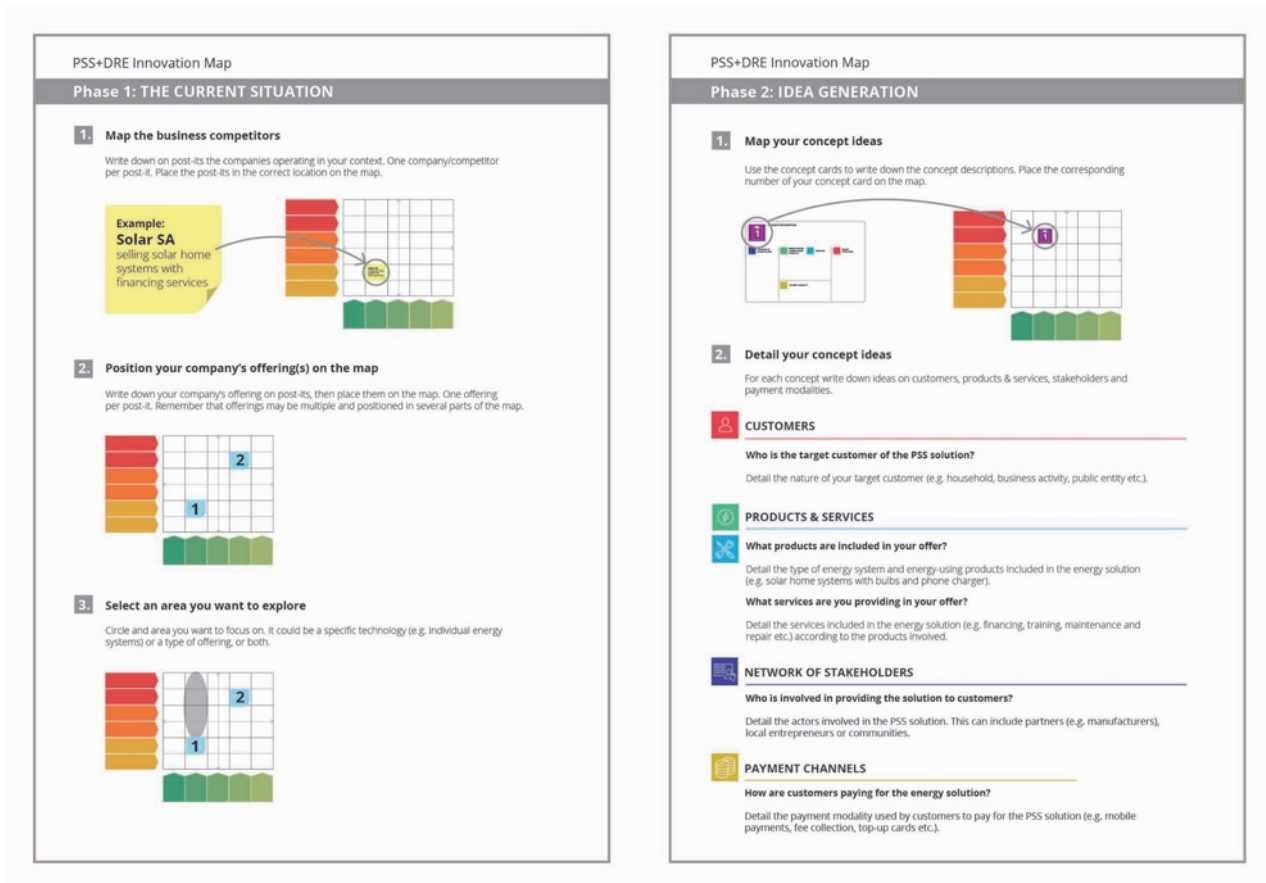 PSS+DRE Innovation Map
Phase 1: THE CURRENT SITUATION
1.
Map the business competitors
Write down on post-its the companies operating in your context. One company/competitor
per post-it. Place the post-its in the correct location on the map.
Example:
Solar SA
selling solar home
systems with
financing services
2.
Position your company's offering(s) on the map
Write down your company's offering on post-its, then place them on the map. One offering
per post-it. Remember that offerings may be multiple and positioned in several parts of the map.
2
1
3.
Select an area you want to explore
Circle and area you want to focus on. It could be a specific technology (e.g. individual energy
systems) or a type of offering, or both.
2
1
PSS+DRE Innovation Map
Phase 2: IDEA GENERATION
1.
Map your concept ideas
Use the concept cards to write down the concept descriptions. Place the corresponding
number of your concept card on the map.
1
1
2.
Detail your concept ideas
For each concept write down ideas on customers, products & services, stakeholders and
payment modalities.
CUSTOMERS
Who is the target customer of the PSS solution?
Detail the nature of your target customer (e.g. household, business activity, public entity etc.).
PRODUCTS & SERVICES
What products are included in your offer?
Detail the type of energy system and energy-using products included in the energy solution
(e.g. solar home systems with bulbs and phone charger).
What services are you providing in your offer?
Detail the services included in the energy solution (e.g. financing, training, maintenance and
repair etc.) according to the products involved.
NETWORK OF STAKEHOLDERS
Who is involved in providing the solution to customers?
Detail the actors involved in the PSS solution. This can include partners (e.g. manufacturers),
local entrepreneurs or communities.
PAYMENT CHANNELS
How are customers paying for the energy solution?
Detail the payment modality used by customers to pay for the PSS solution (e.g. mobile
payments, fee collection, top-up cards etc.).